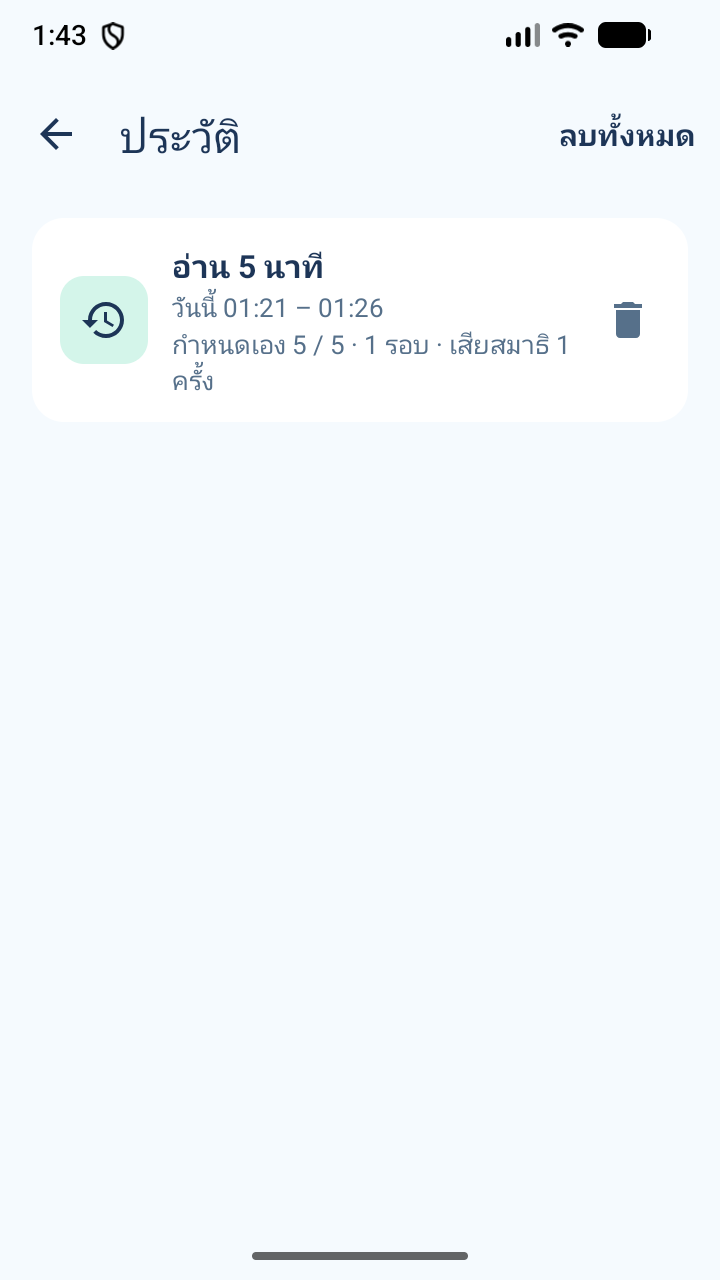 1:43
ประวัติ
ลบทั้งหมด
อ่าน 5 นาที
วันนี้ 01:21 – 01:26
กำหนดเอง 5 / 5 · 1 รอบ · เสียสมาธิ 1
ครั้ง